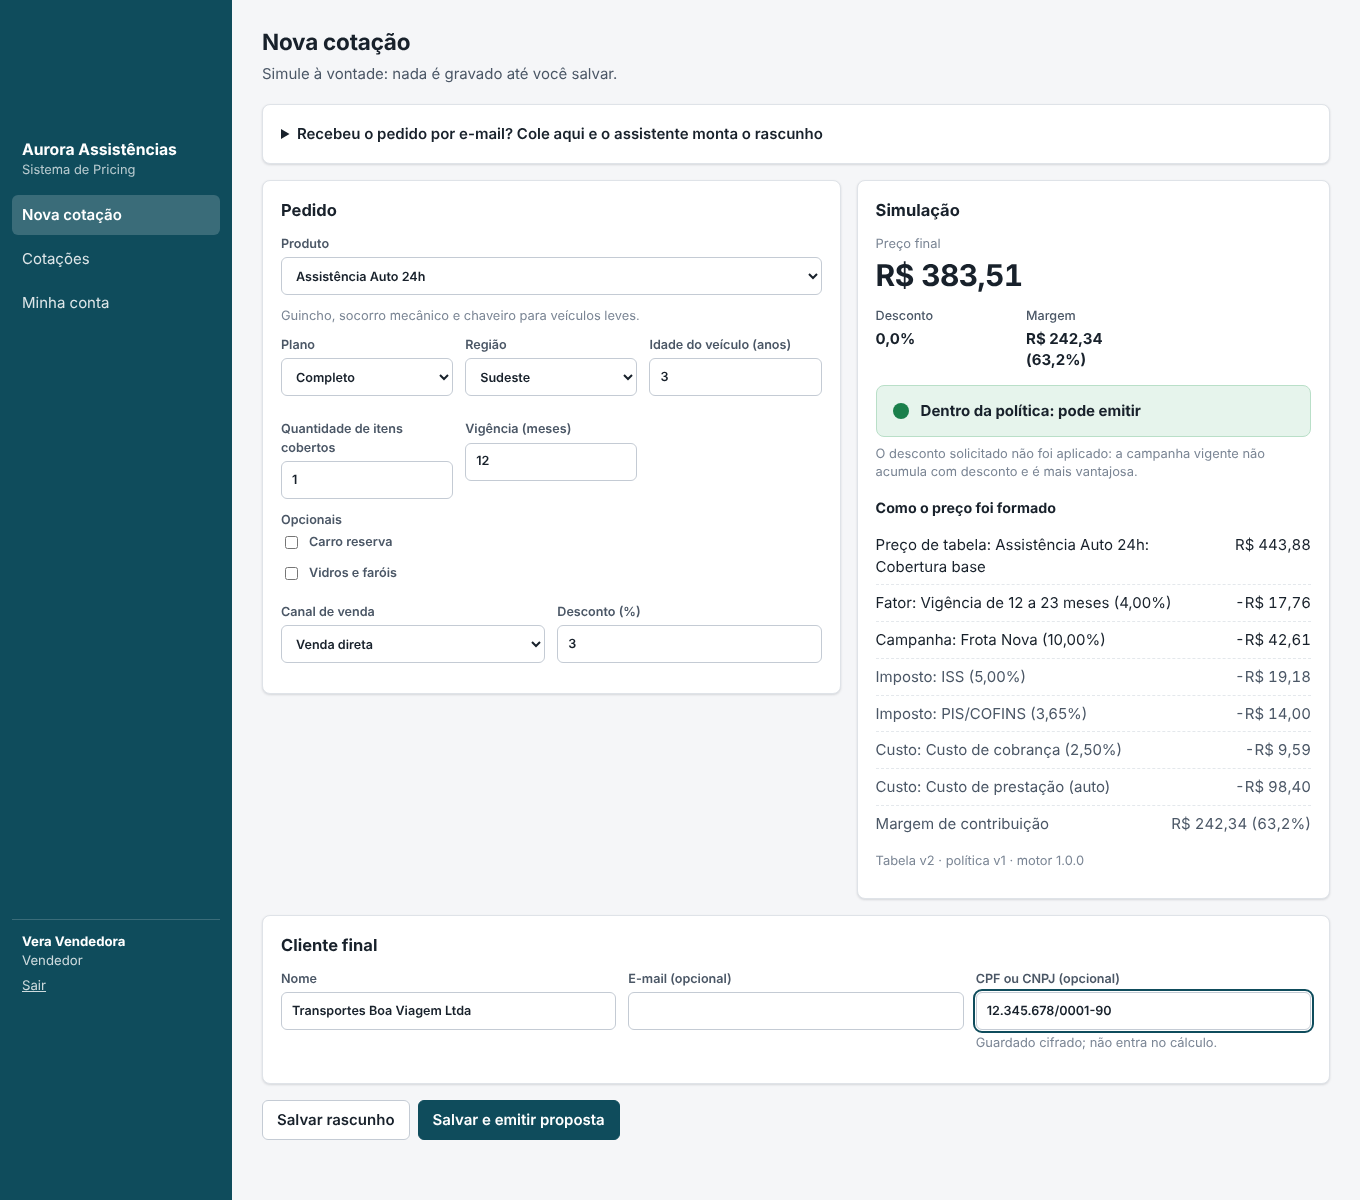 Aurora Assistências
Sistema de Pricing
Nova cotação
Cotações
Minha conta
Vera Vendedora
Vendedor
Sair
Nova cotação
Simule à vontade: nada é gravado até você salvar.
Recebeu o pedido por e-mail? Cole aqui e o assistente monta o rascunho
Pedido
Produto
Assistência Auto 24h
Guincho, socorro mecânico e chaveiro para veículos leves.
Plano
Completo
Região
Sudeste
Idade do veículo (anos)
3
Quantidade de itens
cobertos
1
Vigência (meses)
12
Opcionais
Carro reserva
Vidros e faróis
Canal de venda
Venda direta
Desconto (%)
3
Simulação
Preço final
R$ 383,51
Desconto
0,0%
Margem
R$ 242,34
(63,2%)
Dentro da política: pode emitir
O desconto solicitado não foi aplicado: a campanha vigente não
acumula com desconto e é mais vantajosa.
Como o preço foi formado
Preço de tabela: Assistência Auto 24h: R$ 443,88
Cobertura base
Fator: Vigência de 12 a 23 meses (4,00%) -R$ 17,76
Campanha: Frota Nova (10,00%) -R$ 42,61
Imposto: ISS (5,00%) -R$ 19,18
Imposto: PIS/COFINS (3,65%) -R$ 14,00
Custo: Custo de cobrança (2,50%) -R$ 9,59
Custo: Custo de prestação (auto) -R$ 98,40
Margem de contribuição R$ 242,34 (63,2%)
Tabela v2 · política v1 · motor 1.0.0
Cliente final
Nome
Transportes Boa Viagem Ltda
E-mail (opcional)
CPF ou CNPJ (opcional)
12.345.678/0001-90
Guardado cifrado; não entra no cálculo.
Salvar rascunho
Salvar e emitir proposta